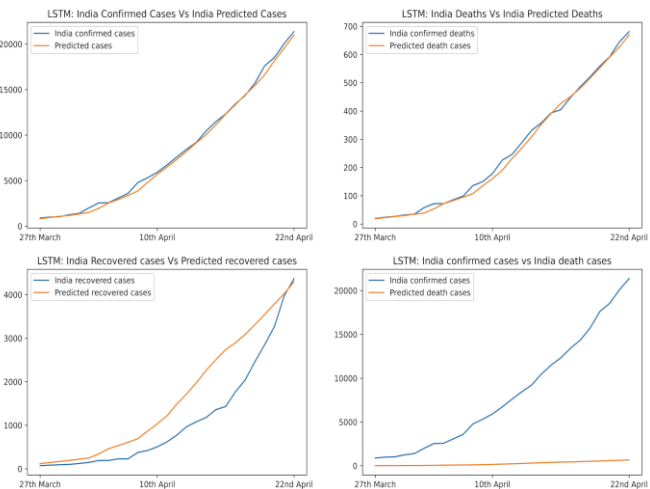 LSTM: India Confirmed Cases Vs India Predicted Cases
India confirmed cases
Predicted cases
20000
15000
10000
5000
0
27th March 10th April 22nd April
LSTM: India Deaths Vs India Predicted Deaths
India confirmed deaths
Predicted death cases
700
600
500
400
300
200
100
0
27th March 10th April 22nd April
LSTM: India Recovered cases Vs Predicted recovered cases
India recovered cases
Predicted recovered cases
4000
3000
2000
1000
0
27th March 10th April 22nd April
LSTM: India confirmed cases vs India death cases
India confirmed cases
Predicted death cases
20000
15000
10000
5000
0
27th March 10th April 22nd April